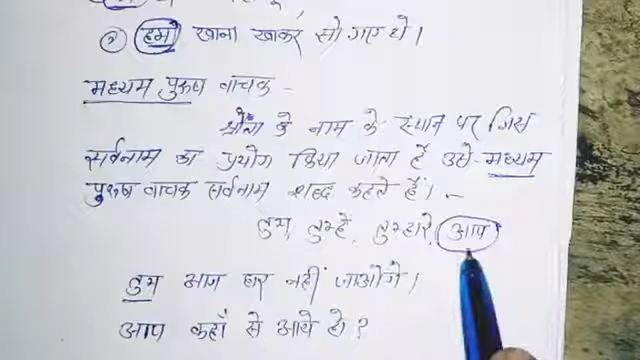 ② हम खाना खाकर सो गए थे।
मध्यम पुरुष वाचक -
श्रोता के नाम के स्थान पर जिस
सर्वनाम का प्रयोग किया जाता है उसे मध्यम
पुरुष वाचक सर्वनाम शब्द कहते हैं। -
तुम, तुम्हें, तुम्हारे, आप
तुम आज घर नहीं जाओगे।
आप कहाँ से आये हो?